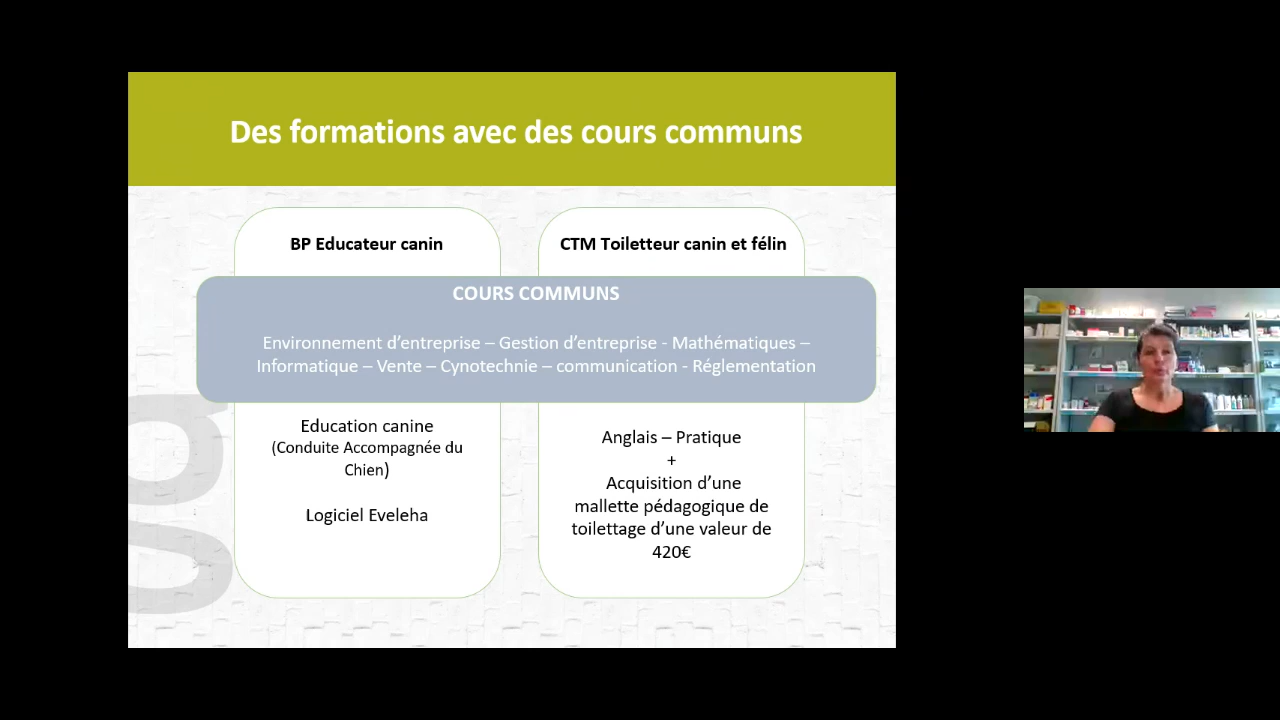 Des formations avec des cours communs
BP Educateur canin
CTM Toiletteur canin et félin
COURS COMMUNS
Environnement d’entreprise – Gestion d’entreprise - Mathématiques –
Informatique – Vente – Cynotechnie – communication - Réglementation
Education canine
(Conduite Accompagnée du
Chien)
Logiciel Eveleha
Anglais – Pratique
+
Acquisition d’une
mallette pédagogique de
toilettage d’une valeur de
420€